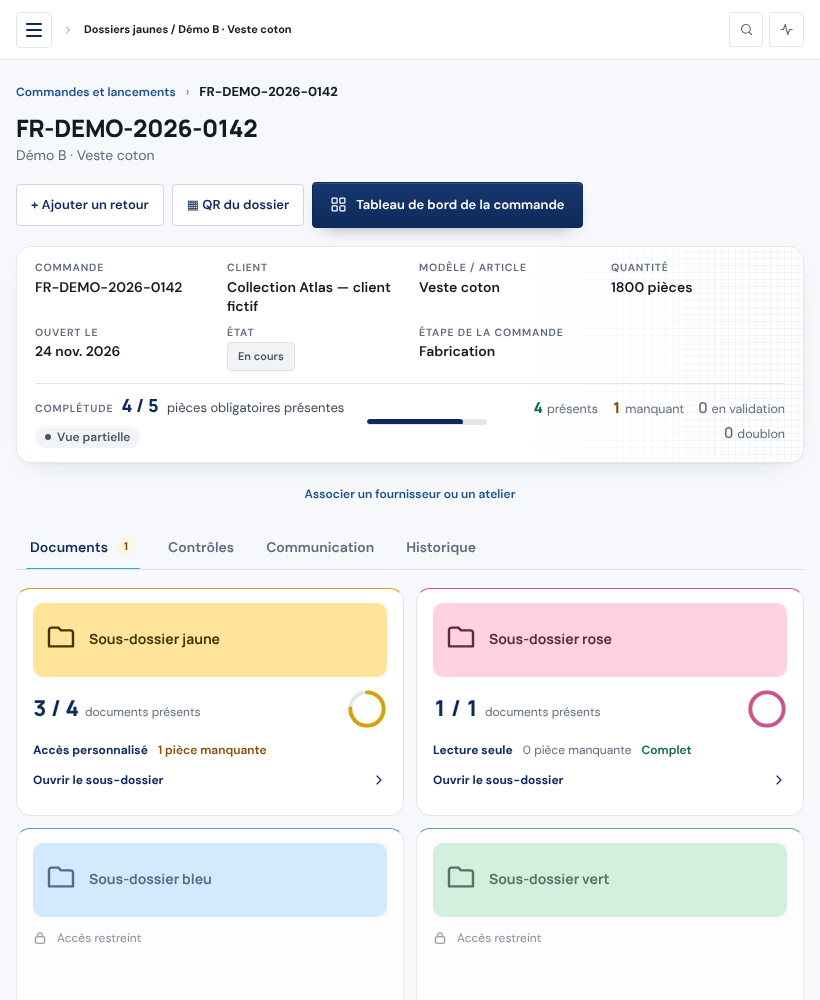 Dossiers jaunes / Démo B · Veste coton
Commandes et lancements › FR-DEMO-2026-0142
FR-DEMO-2026-0142
Démo B · Veste coton
+ Ajouter un retour
▦ QR du dossier
Tableau de bord de la commande
COMMANDE
FR-DEMO-2026-0142
CLIENT
Collection Atlas — client
fictif
MODÈLE / ARTICLE
Veste coton
QUANTITÉ
1800 pièces
OUVERT LE
24 nov. 2026
ÉTAT
En cours
ÉTAPE DE LA COMMANDE
Fabrication
COMPLÉTUDE 4 / 5 pièces obligatoires présentes
Vue partielle
4 présents 1 manquant 0 en validation
0 doublon
Associer un fournisseur ou un atelier
Documents 1 Contrôles Communication Historique
Sous-dossier jaune
3 / 4 documents présents
Accès personnalisé 1 pièce manquante
Ouvrir le sous-dossier
Sous-dossier rose
1 / 1 documents présents
Lecture seule 0 pièce manquante Complet
Ouvrir le sous-dossier
Sous-dossier bleu
Accès restreint
Sous-dossier vert
Accès restreint